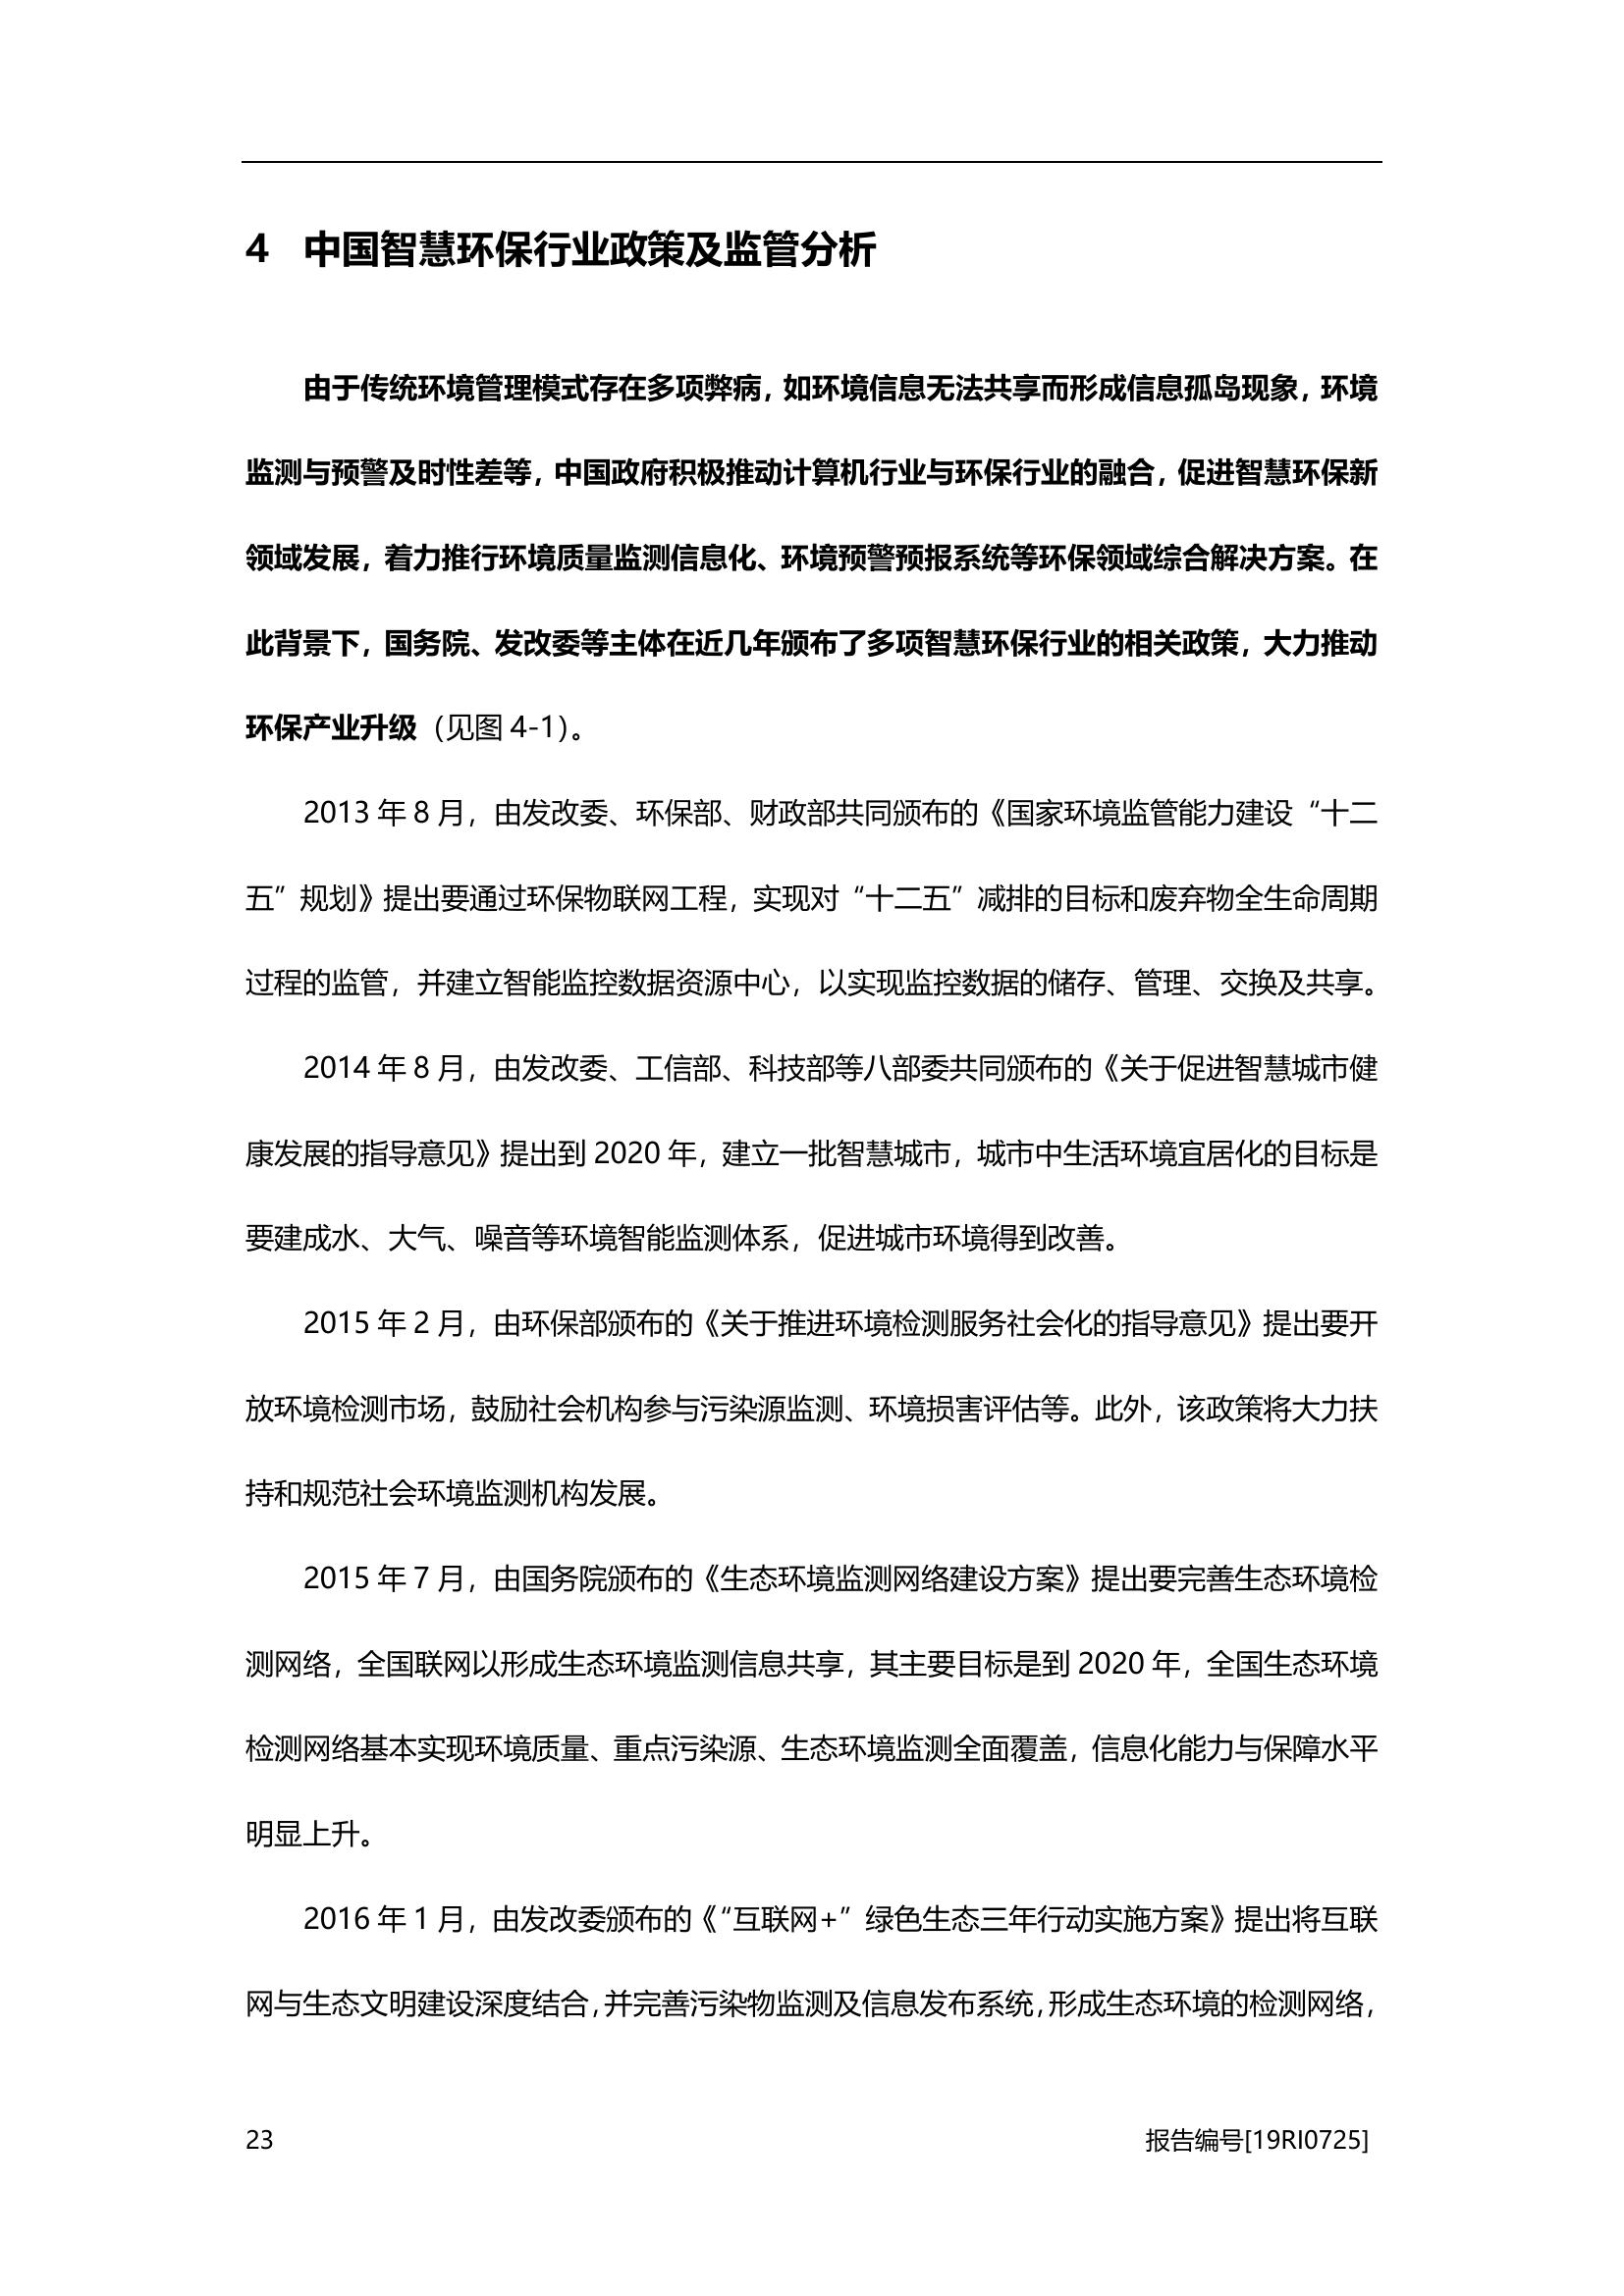 4 中国智慧环保行业政策及监管分析
由于传统环境管理模式存在多项弊病，如环境信息无法共享而形成信息孤岛现象，环境
监测与预警及时性差等，中国政府积极推动计算机行业与环保行业的融合，促进智慧环保新
领域发展，着力推行环境质量监测信息化、环境预警预报系统等环保领域综合解决方案。在
此背景下，国务院、发改委等主体在近几年颁布了多项智慧环保行业的相关政策，大力推动
环保产业升级（见图 4-1）。
2013 年 8 月，由发改委、环保部、财政部共同颁布的《国家环境监管能力建设“十二
五”规划》提出要通过环保物联网工程，实现对“十二五”减排的目标和废弃物全生命周期
过程的监管，并建立智能监控数据资源中心，以实现监控数据的储存、管理、交换及共享。
2014 年 8 月，由发改委、工信部、科技部等八部委共同颁布的《关于促进智慧城市健
康发展的指导意见》提出到 2020 年，建立一批智慧城市，城市中生活环境宜居化的目标是
要建成水、大气、噪音等环境智能监测体系，促进城市环境得到改善。
2015 年 2 月，由环保部颁布的《关于推进环境检测服务社会化的指导意见》提出要开
放环境检测市场，鼓励社会机构参与污染源监测、环境损害评估等。此外，该政策将大力扶
持和规范社会环境监测机构发展。
2015 年 7 月，由国务院颁布的《生态环境监测网络建设方案》提出要完善生态环境检
测网络，全国联网以形成生态环境监测信息共享，其主要目标是到 2020 年，全国生态环境
检测网络基本实现环境质量、重点污染源、生态环境监测全面覆盖，信息化能力与保障水平
明显上升。
2016 年 1 月，由发改委颁布的《“互联网+”绿色生态三年行动实施方案》提出将互联
网与生态文明建设深度结合，并完善污染物监测及信息发布系统，形成生态环境的检测网络，
23 报告编号[19RI0725]